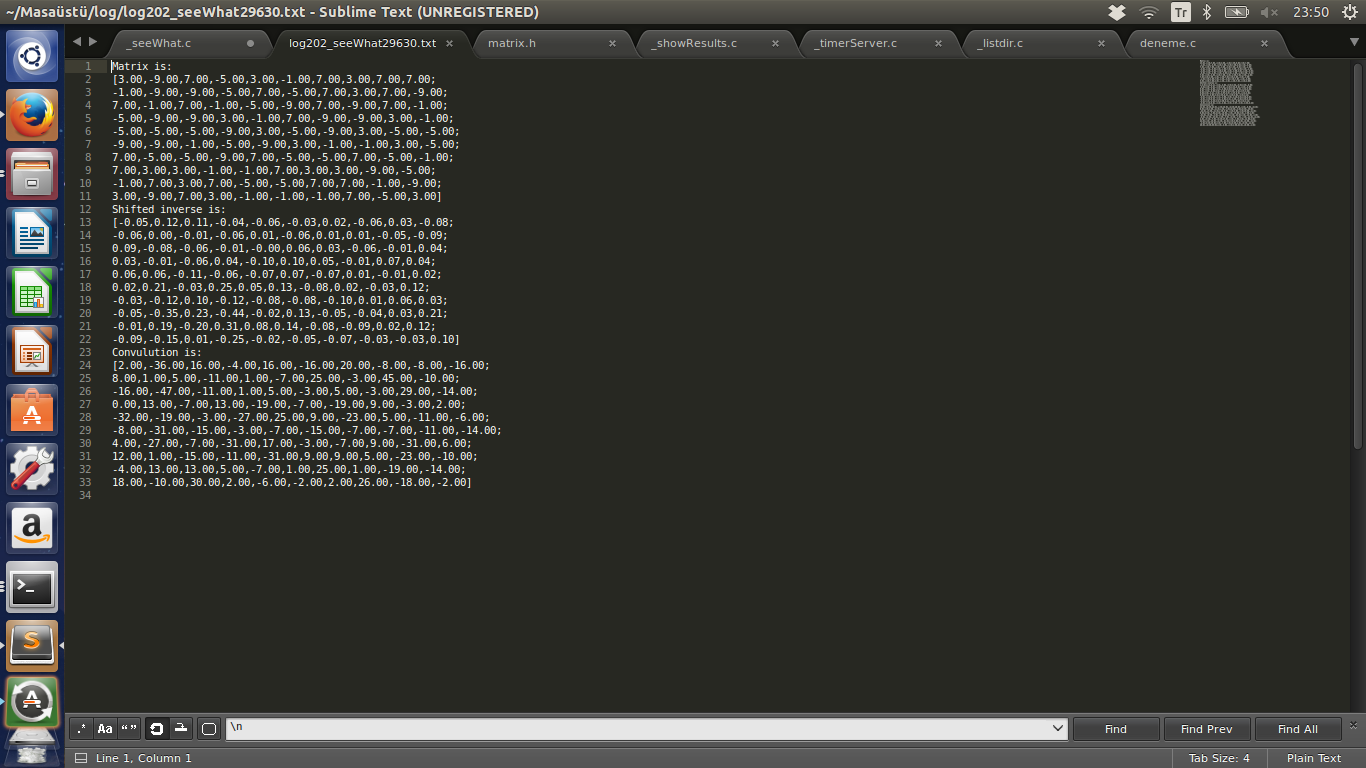 ~/Masaüstü/log/log202_seeWhat29630.txt - Sublime Text (UNREGISTERED)
Tr
23:50
_seeWhat.c
log202_seeWhat29630.txt
matrix.h
_showResults.c
_timerServer.c
_listdir.c
deneme.c
1 Matrix is:
2 [3.00,-9.00,7.00,-5.00,3.00,-1.00,7.00,3.00,7.00,7.00;
3 -1.00,-9.00,-9.00,-5.00,7.00,-5.00,7.00,3.00,7.00,-9.00;
4 7.00,-1.00,7.00,-1.00,-5.00,-9.00,7.00,-9.00,7.00,-1.00;
5 -5.00,-9.00,-9.00,3.00,-1.00,7.00,-9.00,-9.00,3.00,-1.00;
6 -5.00,-5.00,-5.00,-9.00,3.00,-5.00,-9.00,3.00,-5.00,-5.00;
7 -9.00,-9.00,-1.00,-5.00,-9.00,3.00,-1.00,-1.00,3.00,-5.00;
8 7.00,-5.00,-5.00,-9.00,7.00,-5.00,-5.00,7.00,-5.00,-1.00;
9 7.00,3.00,3.00,-1.00,-1.00,7.00,3.00,3.00,-9.00,-5.00;
10 -1.00,7.00,3.00,7.00,-5.00,-5.00,7.00,7.00,-1.00,-9.00;
11 3.00,-9.00,7.00,3.00,-1.00,-1.00,-1.00,7.00,-5.00,3.00]
12 Shifted inverse is:
13 [-0.05,0.12,0.11,-0.04,-0.06,-0.03,0.02,-0.06,0.03,-0.08;
14 -0.06,0.00,-0.01,-0.06,0.01,-0.06,0.01,0.01,-0.05,-0.09;
15 0.09,-0.08,-0.06,-0.01,-0.00,0.06,0.03,-0.06,-0.01,0.04;
16 0.03,-0.01,-0.06,0.04,-0.10,0.10,0.05,-0.01,0.07,0.04;
17 0.06,0.06,-0.11,-0.06,-0.07,0.07,-0.07,0.01,-0.01,0.02;
18 0.02,0.21,-0.03,0.25,0.05,0.13,-0.08,0.02,-0.03,0.12;
19 -0.03,-0.12,0.10,-0.12,-0.08,-0.08,-0.10,0.01,0.06,0.03;
20 -0.05,-0.35,0.23,-0.44,-0.02,0.13,-0.05,-0.04,0.03,0.21;
21 -0.01,0.19,-0.20,0.31,0.08,0.14,-0.08,-0.09,0.02,0.12;
22 -0.09,-0.15,0.01,-0.25,-0.02,-0.05,-0.07,-0.03,-0.03,0.10]
23 Convulution is:
24 [2.00,-36.00,16.00,-4.00,16.00,-16.00,20.00,-8.00,-8.00,-16.00;
25 8.00,1.00,5.00,-11.00,1.00,-7.00,25.00,-3.00,45.00,-10.00;
26 -16.00,-47.00,-11.00,1.00,5.00,-3.00,5.00,-3.00,29.00,-14.00;
27 0.00,13.00,-7.00,13.00,-19.00,-7.00,-19.00,9.00,-3.00,2.00;
28 -32.00,-19.00,-3.00,-27.00,25.00,9.00,-23.00,5.00,-11.00,-6.00;
29 -8.00,-31.00,-15.00,-3.00,-7.00,-15.00,-7.00,-7.00,-11.00,-14.00;
30 4.00,-27.00,-7.00,-31.00,17.00,-3.00,-7.00,9.00,-31.00,6.00;
31 12.00,1.00,-15.00,-11.00,-31.00,9.00,9.00,5.00,-23.00,-10.00;
32 -4.00,13.00,13.00,5.00,-7.00,1.00,25.00,1.00,-19.00,-14.00;
33 18.00,-10.00,30.00,2.00,-6.00,-2.00,2.00,26.00,-18.00,-2.00]
34
.* Aa “” \n Find Find Prev Find All
Line 1, Column 1
Tab Size: 4
Plain Text